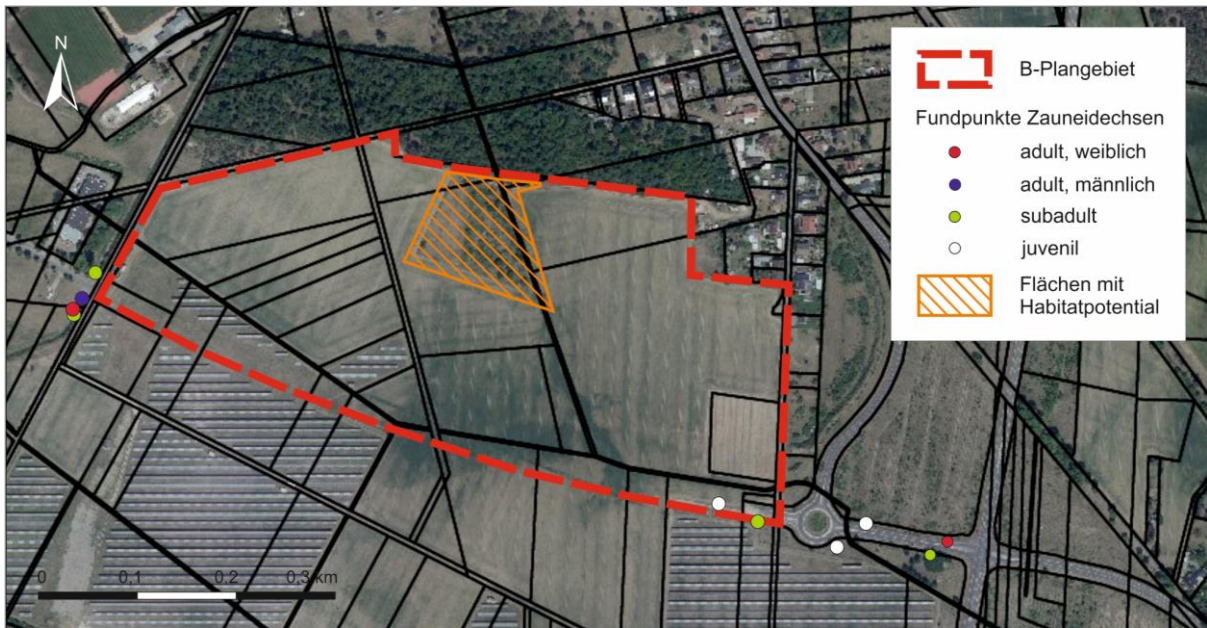 N
B-Plangebiet
Fundpunkte Zauneidechsen
adult, weiblich
adult, männlich
subadult
juvenil
Flächen mit
Habitatpotential
0 0,1 0,2 0,3 km